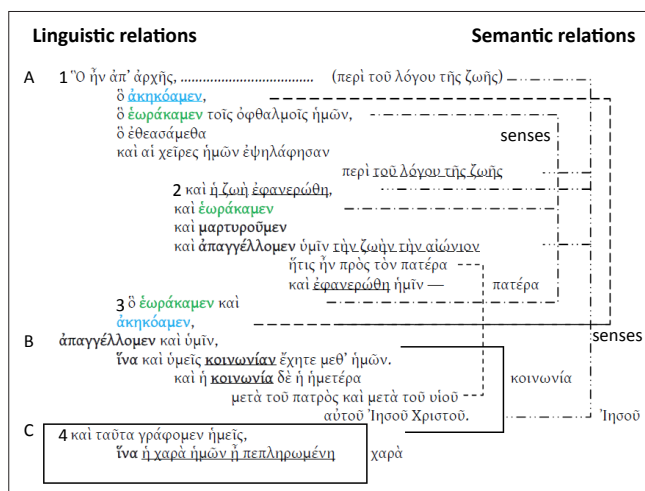 Linguistic relations Semantic relations
A 1 Ὃ ἦν ἀπ’ ἀρχῆς, ..................................... (περὶ τοῦ λόγου τῆς ζωῆς)
ὃ ἀκηκόαμεν,
ὃ ἑωράκαμεν τοῖς ὀφθαλμοῖς ἡμῶν,
senses
ὃ ἐθεασάμεθα
καὶ αἱ χεῖρες ἡμῶν ἐψηλάφησαν
περὶ τοῦ λόγου τῆς ζωῆς
2 καὶ ἡ ζωὴ ἐφανερώθη,
καὶ ἑωράκαμεν
καὶ μαρτυροῦμεν
καὶ ἀπαγγέλλομεν ὑμῖν τὴν ζωὴν τὴν αἰώνιον
ἥτις ἦν πρὸς τὸν πατέρα
καὶ ἐφανερώθη ἡμῖν — πατέρα
3 ὃ ἑωράκαμεν καὶ
ἀκηκόαμεν,
B senses
ἀπαγγέλλομεν καὶ ὑμῖν,
ἵνα καὶ ὑμεῖς κοινωνίαν ἔχητε μεθ’ ἡμῶν.
καὶ ἡ κοινωνία δὲ ἡ ἡμετέρα κοινωνία
μετὰ τοῦ πατρὸς καὶ μετὰ τοῦ υἱοῦ
αὐτοῦ Ἰησοῦ Χριστοῦ. Ἰησοῦ
C 4 καὶ ταῦτα γράφομεν ἡμεῖς,
ἵνα ἡ χαρὰ ἡμῶν ᾖ πεπληρωμένη χαρὰ